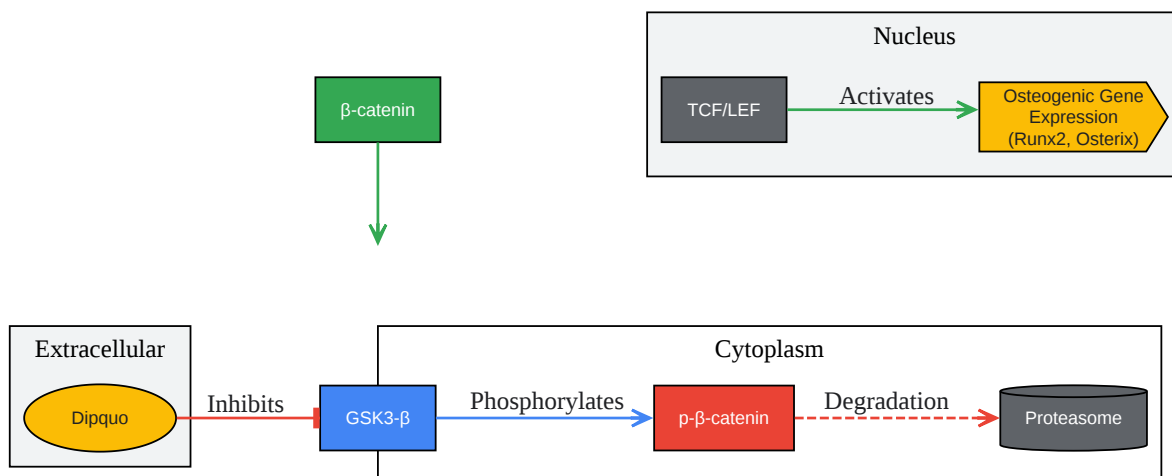 Nucleus
β-catenin
TCF/LEF
Activates
Osteogenic Gene
Expression
(Runx2, Osterix)
Extracellular
Cytoplasm
Dipquo
Inhibits
GSK3-β
Phosphorylates
p-β-catenin
Degradation
Proteasome